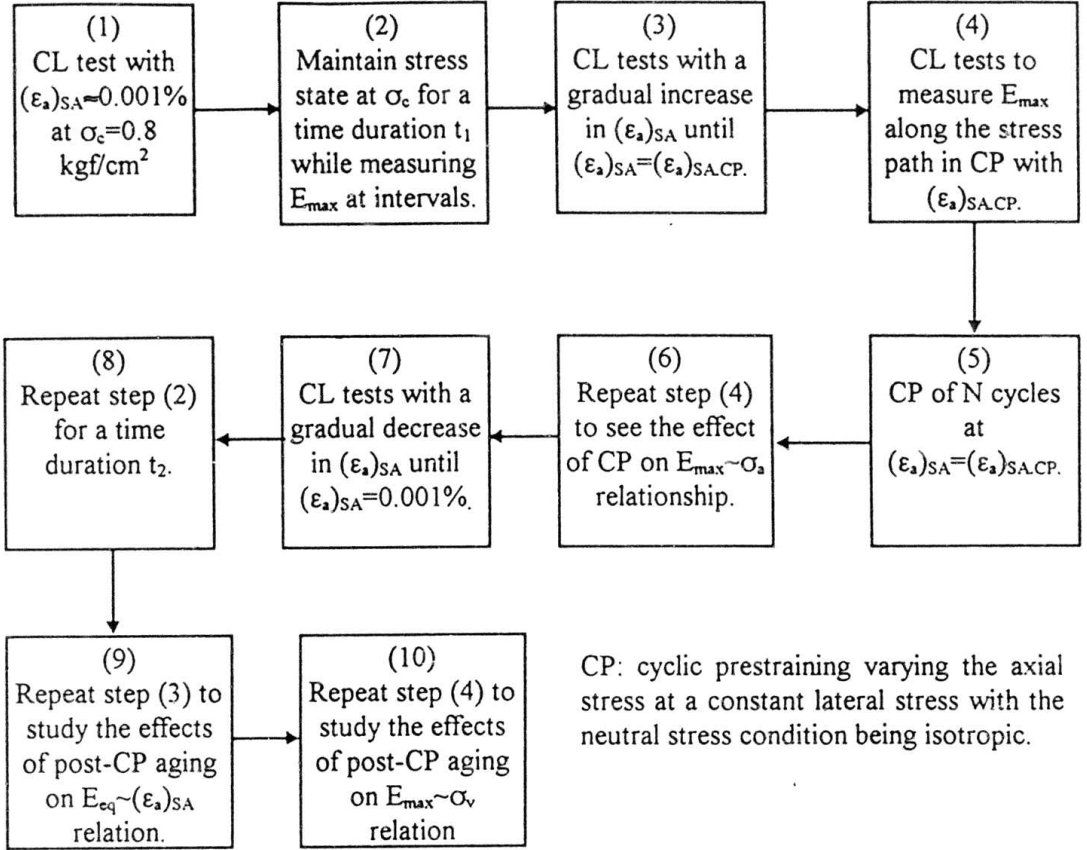 (1)
CL test with
(εₐ)SA≈0.001%
at σc=0.8
kgf/cm²
(2)
Maintain stress
state at σc for a
time duration t₁
while measuring
Emax at intervals.
(3)
CL tests with a
gradual increase
in (εₐ)SA until
(εₐ)SA=(εₐ)SA.CP.
(4)
CL tests to
measure Emax
along the stress
path in CP with
(εₐ)SA.CP.
(5)
CP of N cycles
at
(εₐ)SA=(εₐ)SA.CP.
(6)
Repeat step (4)
to see the effect
of CP on Emax~σₐ
relationship.
(7)
CL tests with a
gradual decrease
in (εₐ)SA until
(εₐ)SA=0.001%.
(8)
Repeat step (2)
for a time
duration t₂.
(9)
Repeat step (3) to
study the effects
of post-CP aging
on Eeq~(εₐ)SA
relation.
(10)
Repeat step (4) to
study the effects
of post-CP aging
on Emax~σv
relation
CP: cyclic prestraining varying the axial
stress at a constant lateral stress with the
neutral stress condition being isotropic.